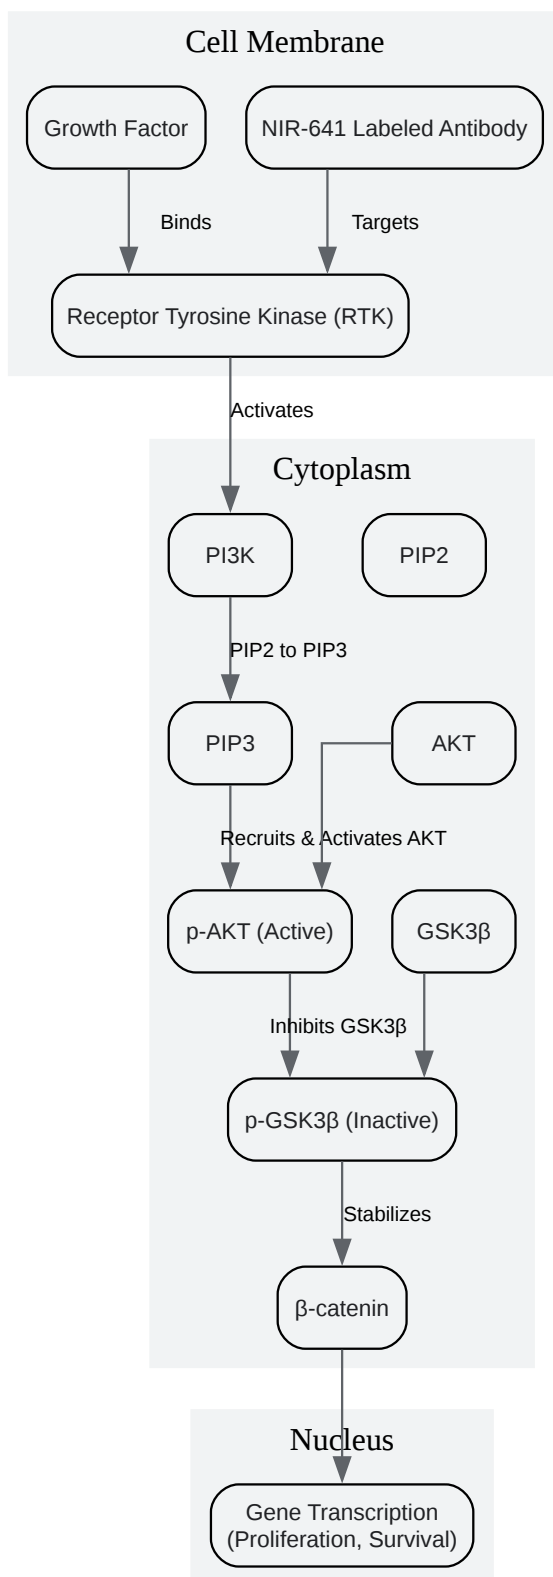 Cell Membrane
Growth Factor
NIR-641 Labeled Antibody
Binds
Targets
Receptor Tyrosine Kinase (RTK)
Activates
Cytoplasm
PI3K
PIP2
PIP2 to PIP3
PIP3
AKT
Recruits & Activates AKT
p-AKT (Active)
GSK3β
Inhibits GSK3β
p-GSK3β (Inactive)
Stabilizes
β-catenin
Nucleus
Gene Transcription
(Proliferation, Survival)